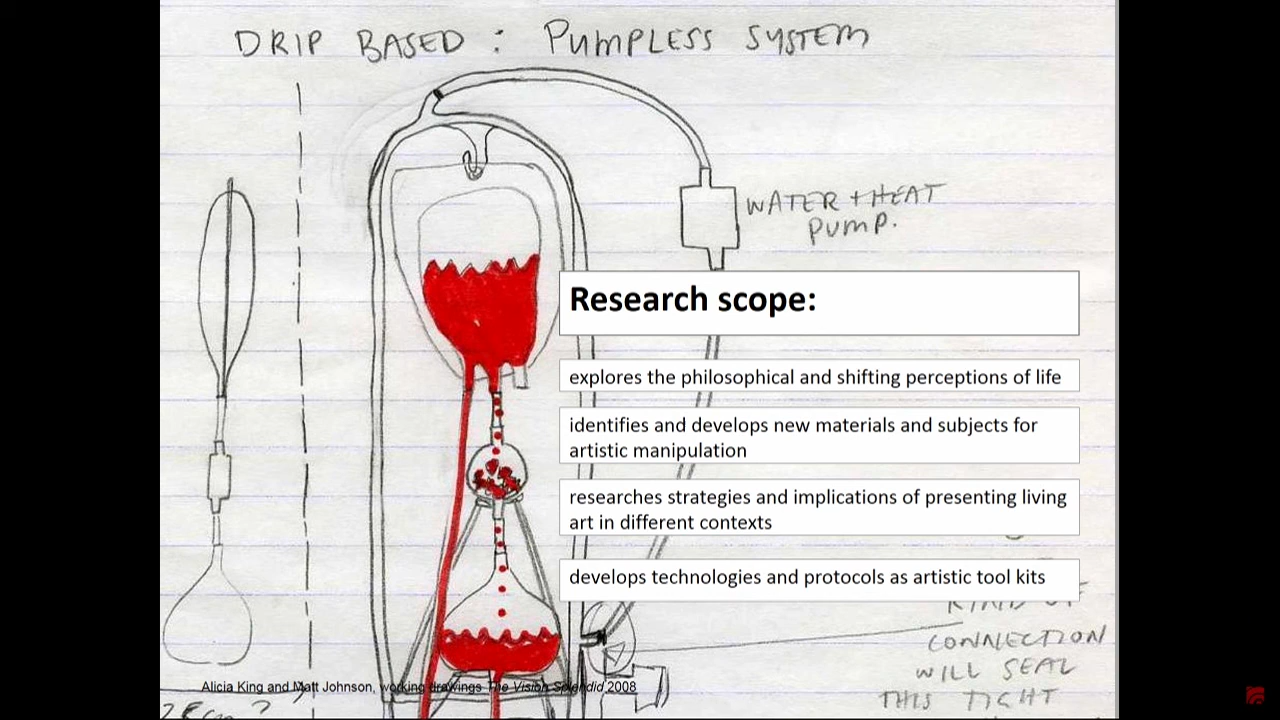 DRIP BASED : PUMPLESS SYSTEM
WATER + HEAT
PUMP.
Research scope:
explores the philosophical and shifting perceptions of life
identifies and develops new materials and subjects for
artistic manipulation
researches strategies and implications of presenting living
art in different contexts
develops technologies and protocols as artistic tool kits
KIND OF
CONNECTION
WILL SEAL
THIS TIGHT
Alicia King and Matt Johnson, working drawings The Vision Splendid 2008